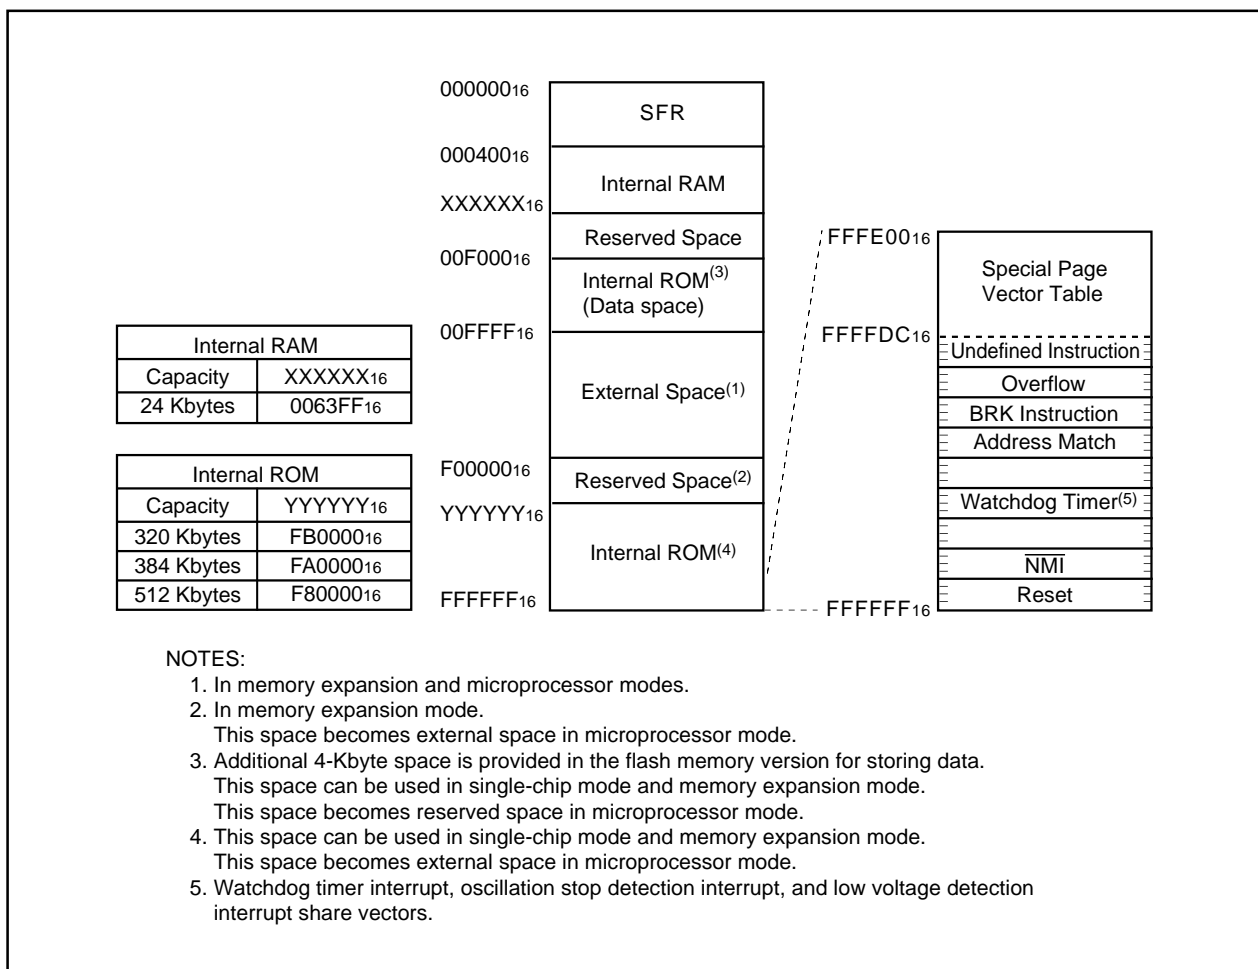 00000016
SFR
00040016
Internal RAM
XXXXXX16
Reserved Space
00F00016
Internal ROM(3)
(Data space)
00FFFF16
External Space(1)
F0000016
Reserved Space(2)
YYYYYY16
Internal ROM(4)
FFFFFF16
FFFE0016
Special Page
Vector Table
FFFFDC16
Undefined Instruction
Overflow
BRK Instruction
Address Match
Watchdog Timer(5)
NMI
Reset
FFFFFF16
Internal RAM
Capacity XXXXXX16
24 Kbytes 0063FF16
Internal ROM
Capacity YYYYYY16
320 Kbytes FB000016
384 Kbytes FA000016
512 Kbytes F8000016
NOTES:
1. In memory expansion and microprocessor modes.
2. In memory expansion mode.
This space becomes external space in microprocessor mode.
3. Additional 4-Kbyte space is provided in the flash memory version for storing data.
This space can be used in single-chip mode and memory expansion mode.
This space becomes reserved space in microprocessor mode.
4. This space can be used in single-chip mode and memory expansion mode.
This space becomes external space in microprocessor mode.
5. Watchdog timer interrupt, oscillation stop detection interrupt, and low voltage detection
interrupt share vectors.